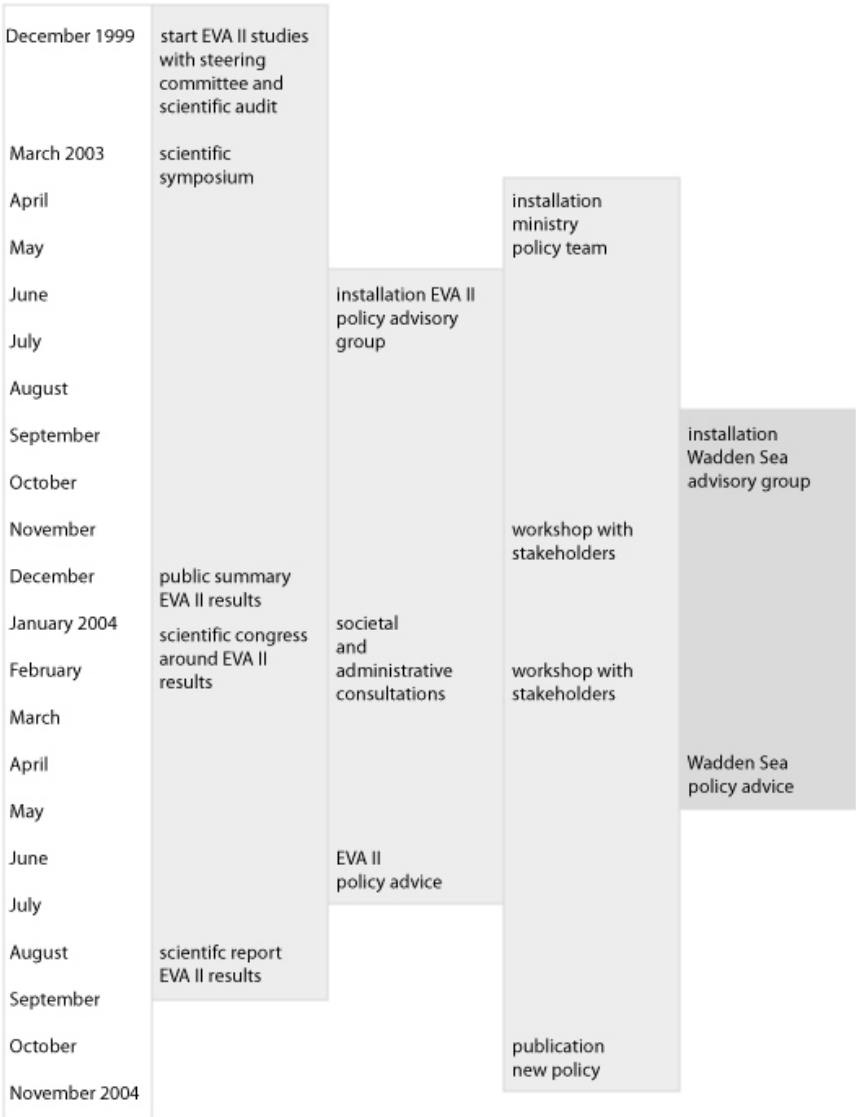 December 1999
start EVA II studies
with steering
committee and
scientific audit
March 2003
scientific
symposium
April
installation
ministry
policy team
May
June
installation EVA II
policy advisory
group
July
August
September
installation
Wadden Sea
advisory group
October
November
workshop with
stakeholders
December
public summary
EVA II results
January 2004
scientific congress
around EVA II
results
societal
and
administrative
consultations
February
workshop with
stakeholders
March
April
Wadden Sea
policy advice
May
June
EVA II
policy advice
July
August
scientifc report
EVA II results
September
October
publication
new policy
November 2004